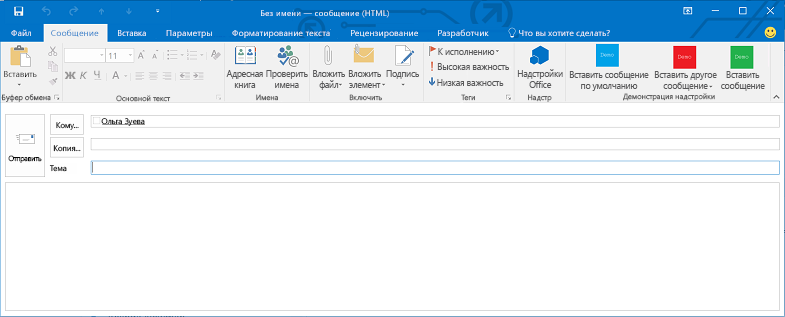 Без имени — сообщение (HTML)
Файл Сообщение Вставка Параметры Форматирование текста Рецензирование Разработчик Что вы хотите сделать?
Вставить
Буфер обмена
11
Ж К Ч А
Основной текст
Адресная книга
Проверить имена
Имена
Вложить файл
Вложить элемент
Подпись
Включить
К исполнению
Высокая важность
Низкая важность
Теги
Надстройки Office
Надстр
Demo
Вставить сообщение по умолчанию
Demo
Вставить другое сообщение
Demo
Вставить сообщение
Демонстрация надстройки
Отправить
Кому...
Ольга Зуева
Копия...
Тема